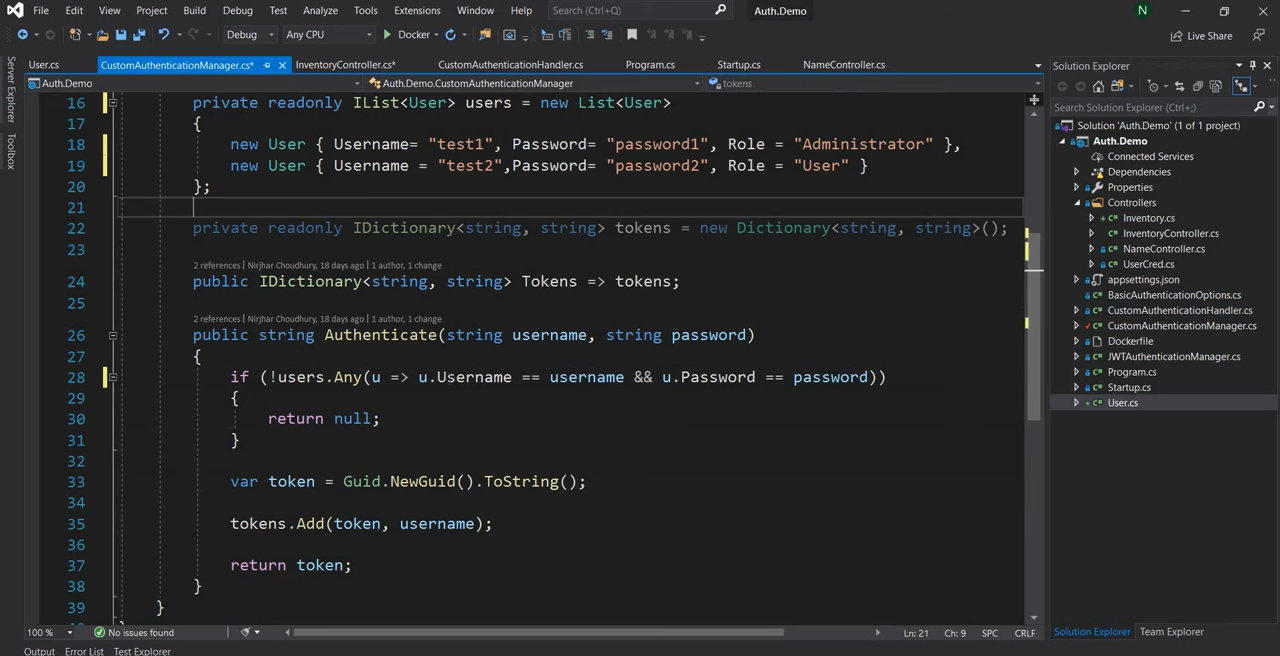 File Edit View Project Build Debug Test Analyze Tools Extensions Window Help Search (Ctrl+Q) Auth.Demo N
Debug Any CPU Docker Live Share
User.cs CustomAuthenticationManager.cs* InventoryController.cs* CustomAuthenticationHandler.cs Program.cs Startup.cs NameController.cs
Auth.Demo Auth.Demo.CustomAuthenticationManager tokens
Server Explorer
Toolbox
16 private readonly IList<User> users = new List<User>
17 {
18 new User { Username= "test1", Password= "password1", Role = "Administrator" },
19 new User { Username = "test2",Password= "password2", Role = "User" }
20 };
21
22 private readonly IDictionary<string, string> tokens = new Dictionary<string, string>();
23
2 references | Nirjhar Choudhury, 18 days ago | 1 author, 1 change
24 public IDictionary<string, string> Tokens => tokens;
25
2 references | Nirjhar Choudhury, 18 days ago | 1 author, 1 change
26 public string Authenticate(string username, string password)
27 {
28 if (!users.Any(u => u.Username == username && u.Password == password))
29 {
30 return null;
31 }
32
33 var token = Guid.NewGuid().ToString();
34
35 tokens.Add(token, username);
36
37 return token;
38 }
39 }
100 % No issues found Ln: 21 Ch: 9 SPC CRLF
Output Error List Test Explorer
Solution Explorer
Search Solution Explorer (Ctrl+;)
Solution 'Auth.Demo' (1 of 1 project)
Auth.Demo
Connected Services
Dependencies
Properties
Controllers
Inventory.cs
InventoryController.cs
NameController.cs
UserCred.cs
appsettings.json
BasicAuthenticationOptions.cs
CustomAuthenticationHandler.cs
CustomAuthenticationManager.cs
Dockerfile
JWTAuthenticationManager.cs
Program.cs
Startup.cs
User.cs
Solution Explorer Team Explorer